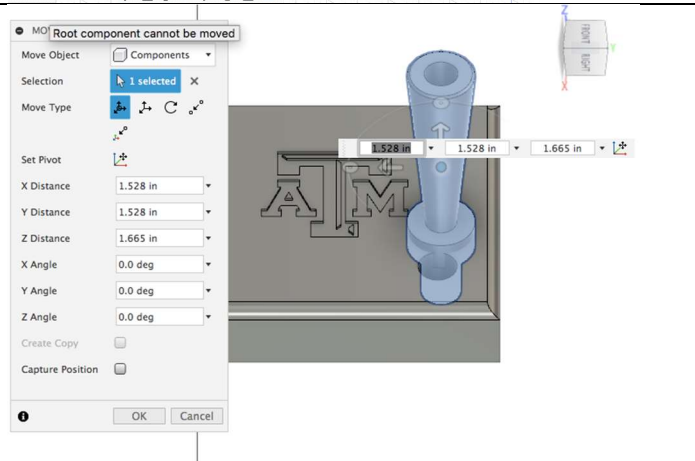 MO
Root component cannot be moved
Move Object Components
Selection 1 selected
Move Type
Set Pivot
X Distance 1.528 in
Y Distance 1.528 in
Z Distance 1.665 in
X Angle 0.0 deg
Y Angle 0.0 deg
Z Angle 0.0 deg
Create Copy
Capture Position
OK Cancel
1.528 in 1.528 in 1.665 in
A T M
Z
FRONT RIGHT
Y
X